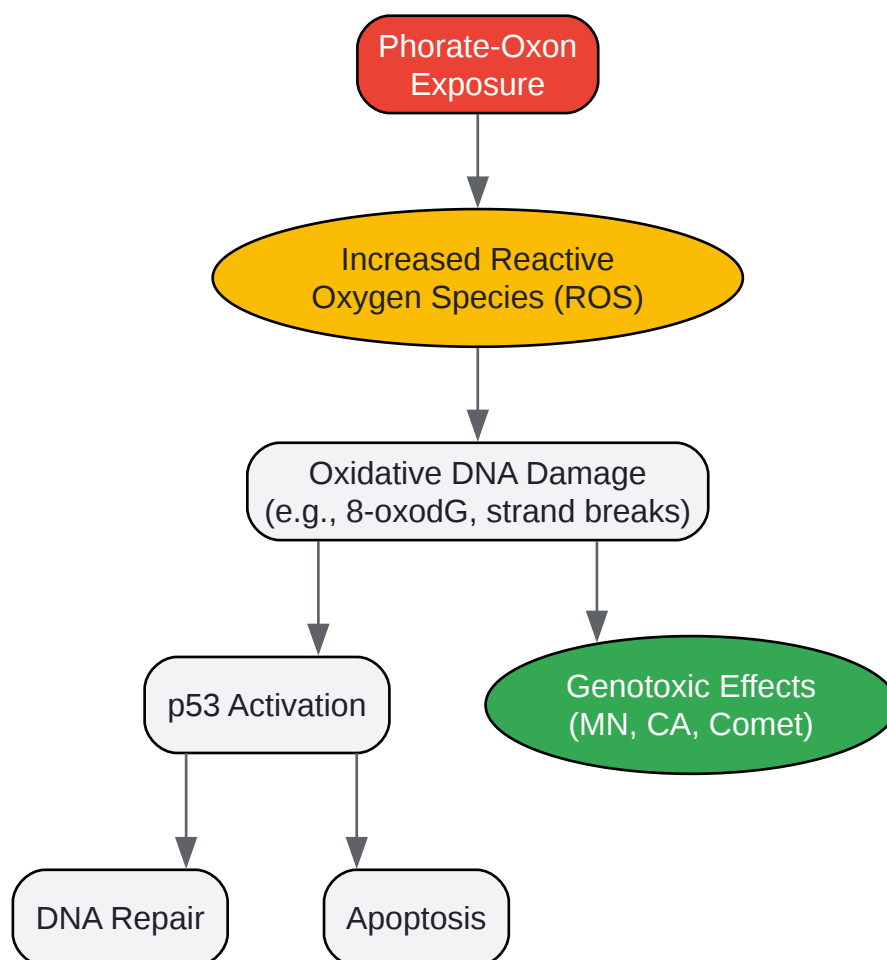 Phorate-Oxon
Exposure
Increased Reactive
Oxygen Species (ROS)
Oxidative DNA Damage
(e.g., 8-oxodG, strand breaks)
p53 Activation
Genotoxic Effects
(MN, CA, Comet)
DNA Repair
Apoptosis